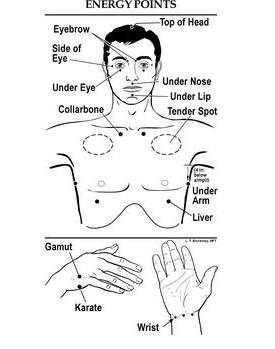 ENERGY POINTS
Top of Head
Eyebrow
Side of
Eye
Under Eye
Under Nose
Under Lip
Collarbone
Tender Spot
(4 in.
below
armpit)
Under
Arm
Liver
Gamut
Karate
Wrist